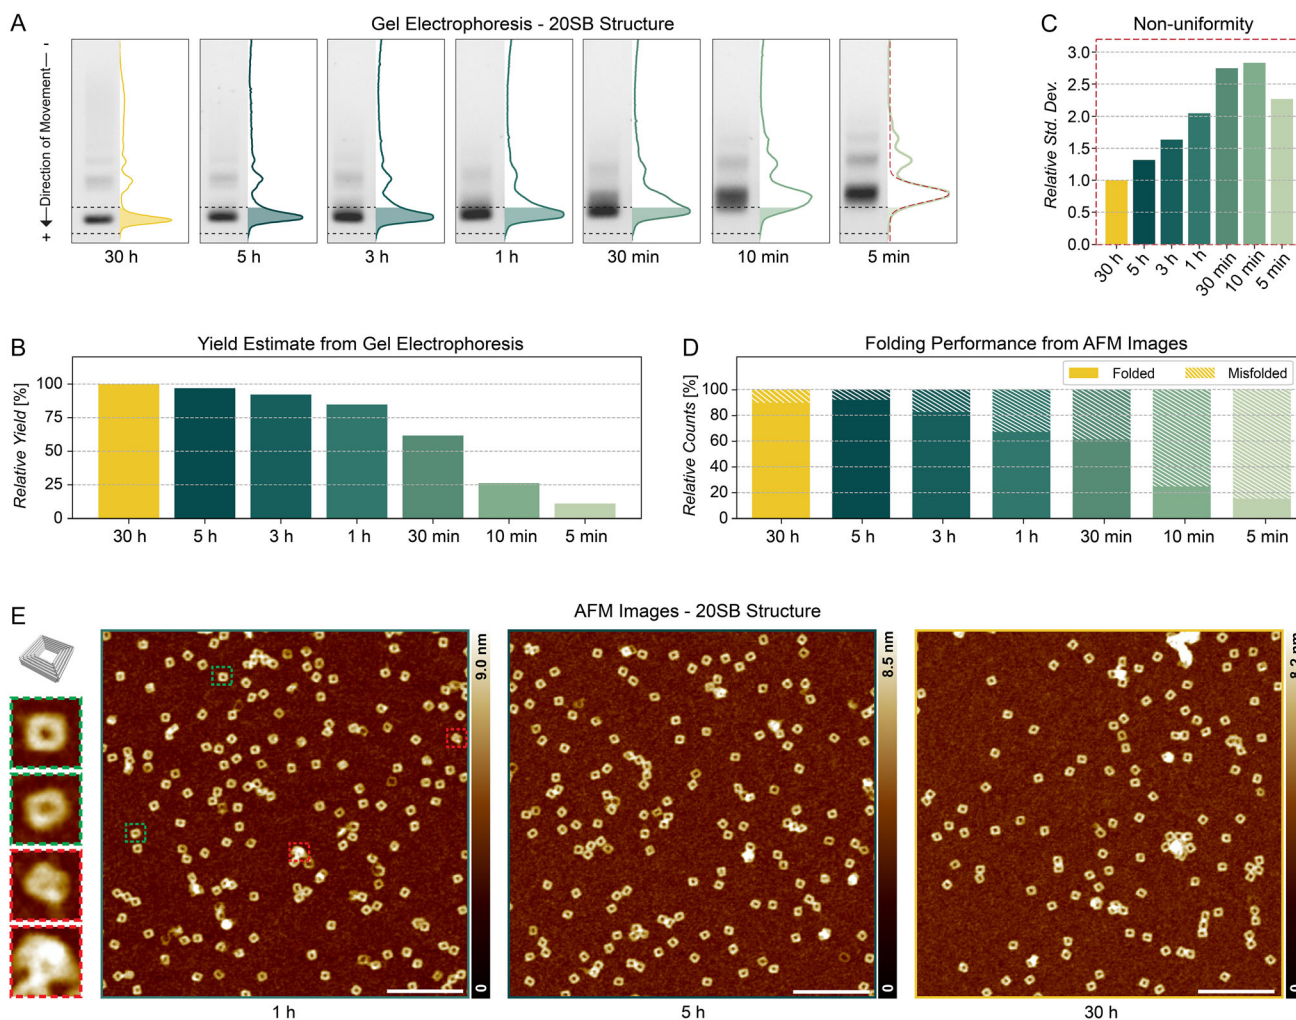 A
Gel Electrophoresis - 20SB Structure
+ ◄—Direction of Movement— -
30 h
5 h
3 h
1 h
30 min
10 min
5 min
C
Non-uniformity
Relative Std. Dev.
3.0
2.5
2.0
1.5
1.0
0.5
0.0
30 h
5 h
3 h
1 h
30 min
10 min
5 min
B
Yield Estimate from Gel Electrophoresis
Relative Yield [%]
100
75
50
25
0
30 h
5 h
3 h
1 h
30 min
10 min
5 min
D
Folding Performance from AFM Images
Folded
Misfolded
Relative Counts [%]
100
80
60
40
20
0
30 h
5 h
3 h
1 h
30 min
10 min
5 min
E
AFM Images - 20SB Structure
9.0 nm
0
8.5 nm
0
8.2 nm
0
1 h
5 h
30 h